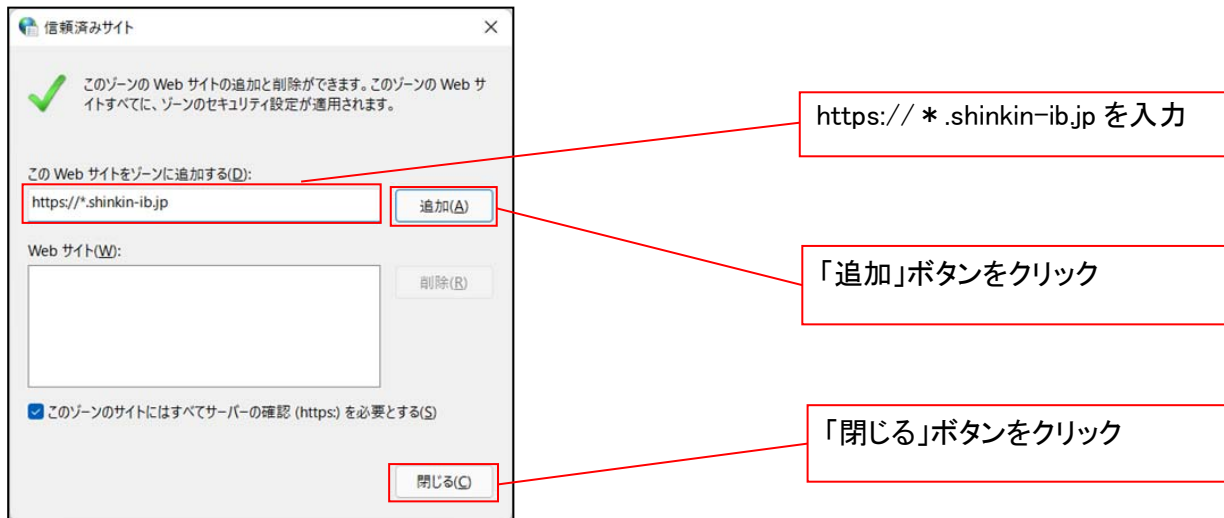 信頼済みサイト
このゾーンの Web サイトの追加と削除ができます。このゾーンの Web サ
イトすべてに、ゾーンのセキュリティ設定が適用されます。
https://＊.shinkin-ib.jp を入力
この Web サイトをゾーンに追加する(D):
https://*.shinkin-ib.jp
追加(A)
Web サイト(W):
「追加」ボタンをクリック
削除(R)
このゾーンのサイトにはすべてサーバーの確認 (https:) を必要とする(S)
「閉じる」ボタンをクリック
閉じる(C)